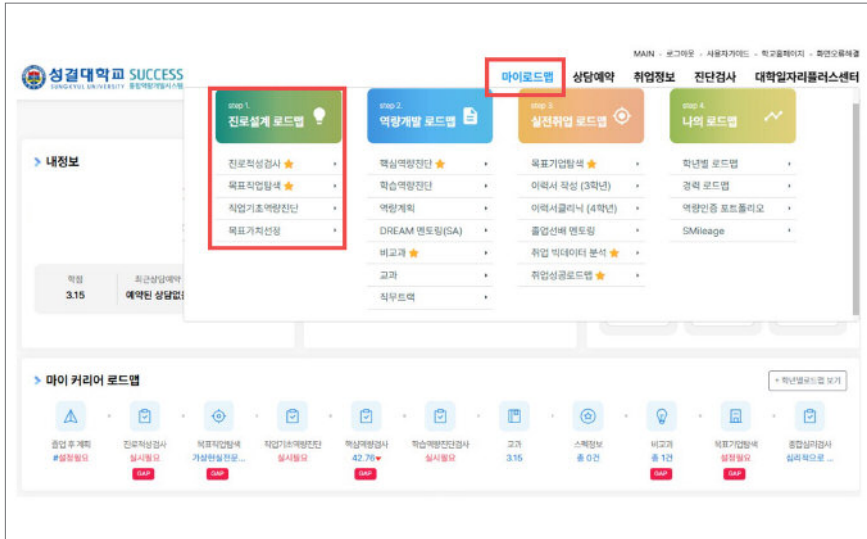 MAIN - 로그아웃 - 사용자가이드 - 학교홈페이지 - 화면오류해결
성결대학교 SUCCESS
SUNGKYUL UNIVERSITY 통합역량개발시스템
마이로드맵 상담예약 취업정보 진단검사 대학일자리플러스센터
step 1.
진로설계 로드맵
step 2.
역량개발 로드맵
step 3.
실전취업 로드맵
step 4.
나의 로드맵
내정보
진로적성검사
목표직업탐색
직업기초역량진단
목표가치선정
핵심역량진단
학습역량진단
역량계획
DREAM 멘토링(SA)
비교과
교과
직무트랙
목표기업탐색
이력서 작성 (3학년)
이력서클리닉 (4학년)
졸업선배 멘토링
취업 빅데이터 분석
취업성공로드맵
학년별 로드맵
경력 로드맵
역량인증 포트폴리오
SMileage
학점
3.15
최근상담예약
예약된 상담없
마이 커리어 로드맵
+ 학년별로드맵 보기
졸업 후 계획
#설정필요
진로적성검사
실시필요
GAP
목표직업탐색
가상현실전문...
GAP
직업기초역량진단
실시필요
핵심역량검사
42.76
GAP
학습역량진단검사
실시필요
교과
3.15
스펙정보
총 0건
비교과
총 1건
GAP
목표기업탐색
설정필요
GAP
종합심리검사
심리적으로 ...